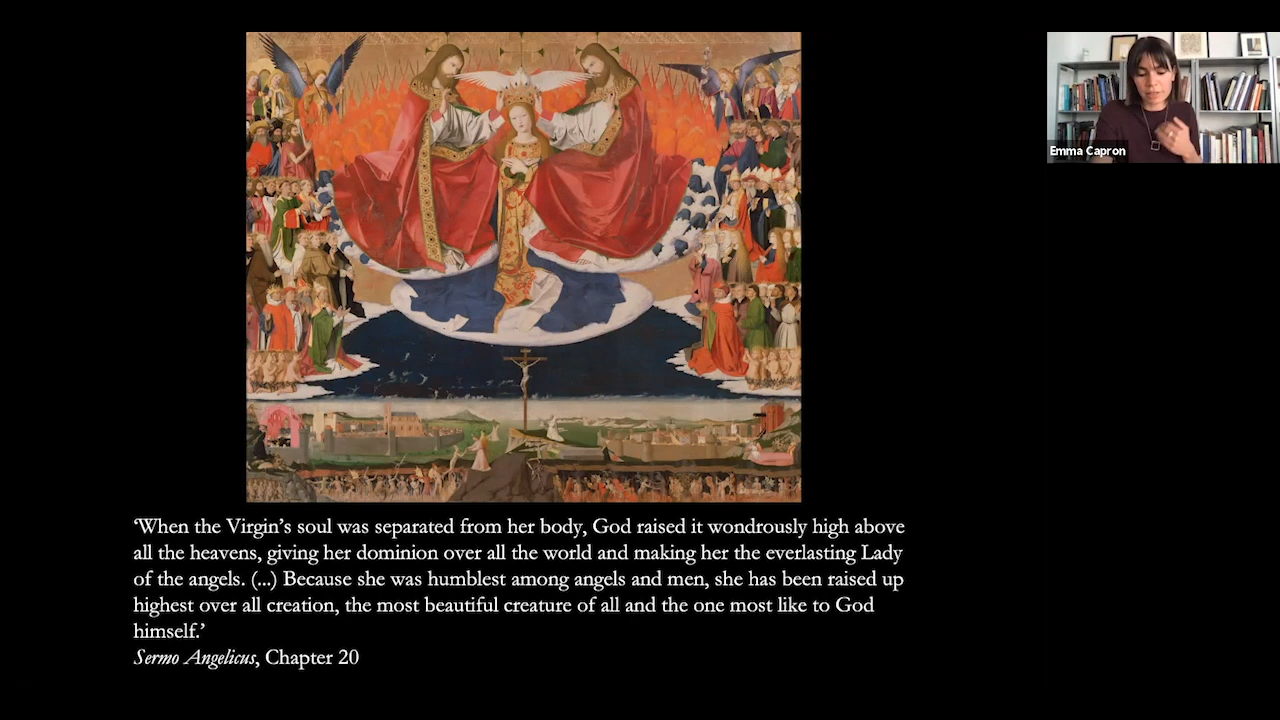 Emma Capron
‘When the Virgin’s soul was separated from her body, God raised it wondrously high above
all the heavens, giving her dominion over all the world and making her the everlasting Lady
of the angels. (...) Because she was humblest among angels and men, she has been raised up
highest over all creation, the most beautiful creature of all and the one most like to God
himself.’
Sermo Angelicus, Chapter 20